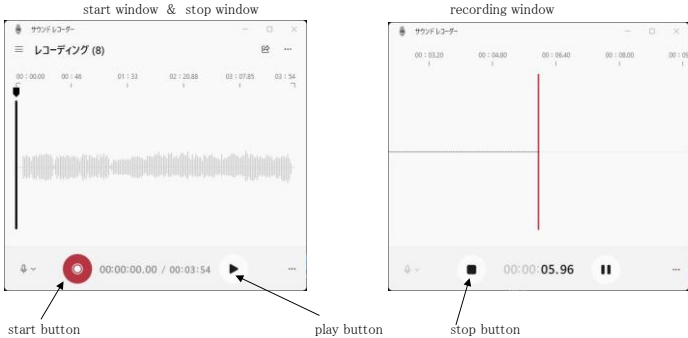 start window & stop window
サウンド レコーダー
レコーディング (8)
00:00.00 00:46 01:33 02:20.88 03:07.85 03:54
00:00:00.00 / 00:03:54
start button
play button
recording window
サウンド レコーダー
00:03.20 00:04.80 00:06.40 00:08.00 00:09
00:00:05.96
stop button